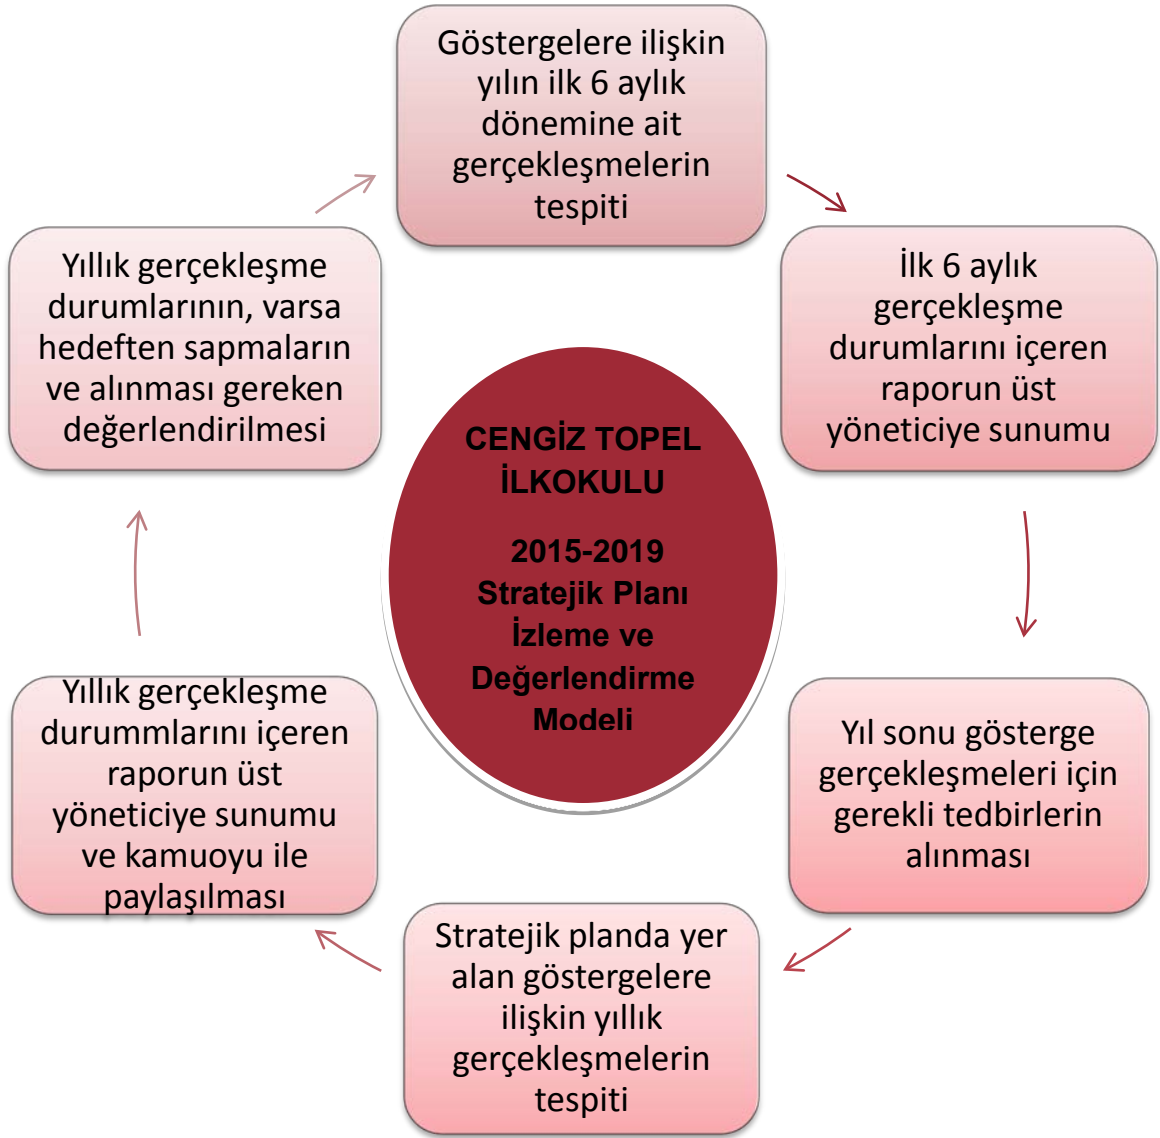 Göstergelere ilişkin
yılın ilk 6 aylık
dönemine ait
gerçekleşmelerin
tespiti
İlk 6 aylık
gerçekleşme
durumlarını içeren
raporun üst
yöneticiye sunumu
Yıl sonu gösterge
gerçekleşmeleri için
gerekli tedbirlerin
alınması
Stratejik planda yer
alan göstergelere
ilişkin yıllık
gerçekleşmelerin
tespiti
Yıllık gerçekleşme
durummlarını içeren
raporun üst
yöneticiye sunumu
ve kamuoyu ile
paylaşılması
Yıllık gerçekleşme
durumlarının, varsa
hedeften sapmaların
ve alınması gereken
değerlendirilmesi
CENGİZ TOPEL
İLKOKULU
2015-2019
Stratejik Planı
İzleme ve
Değerlendirme
Modeli